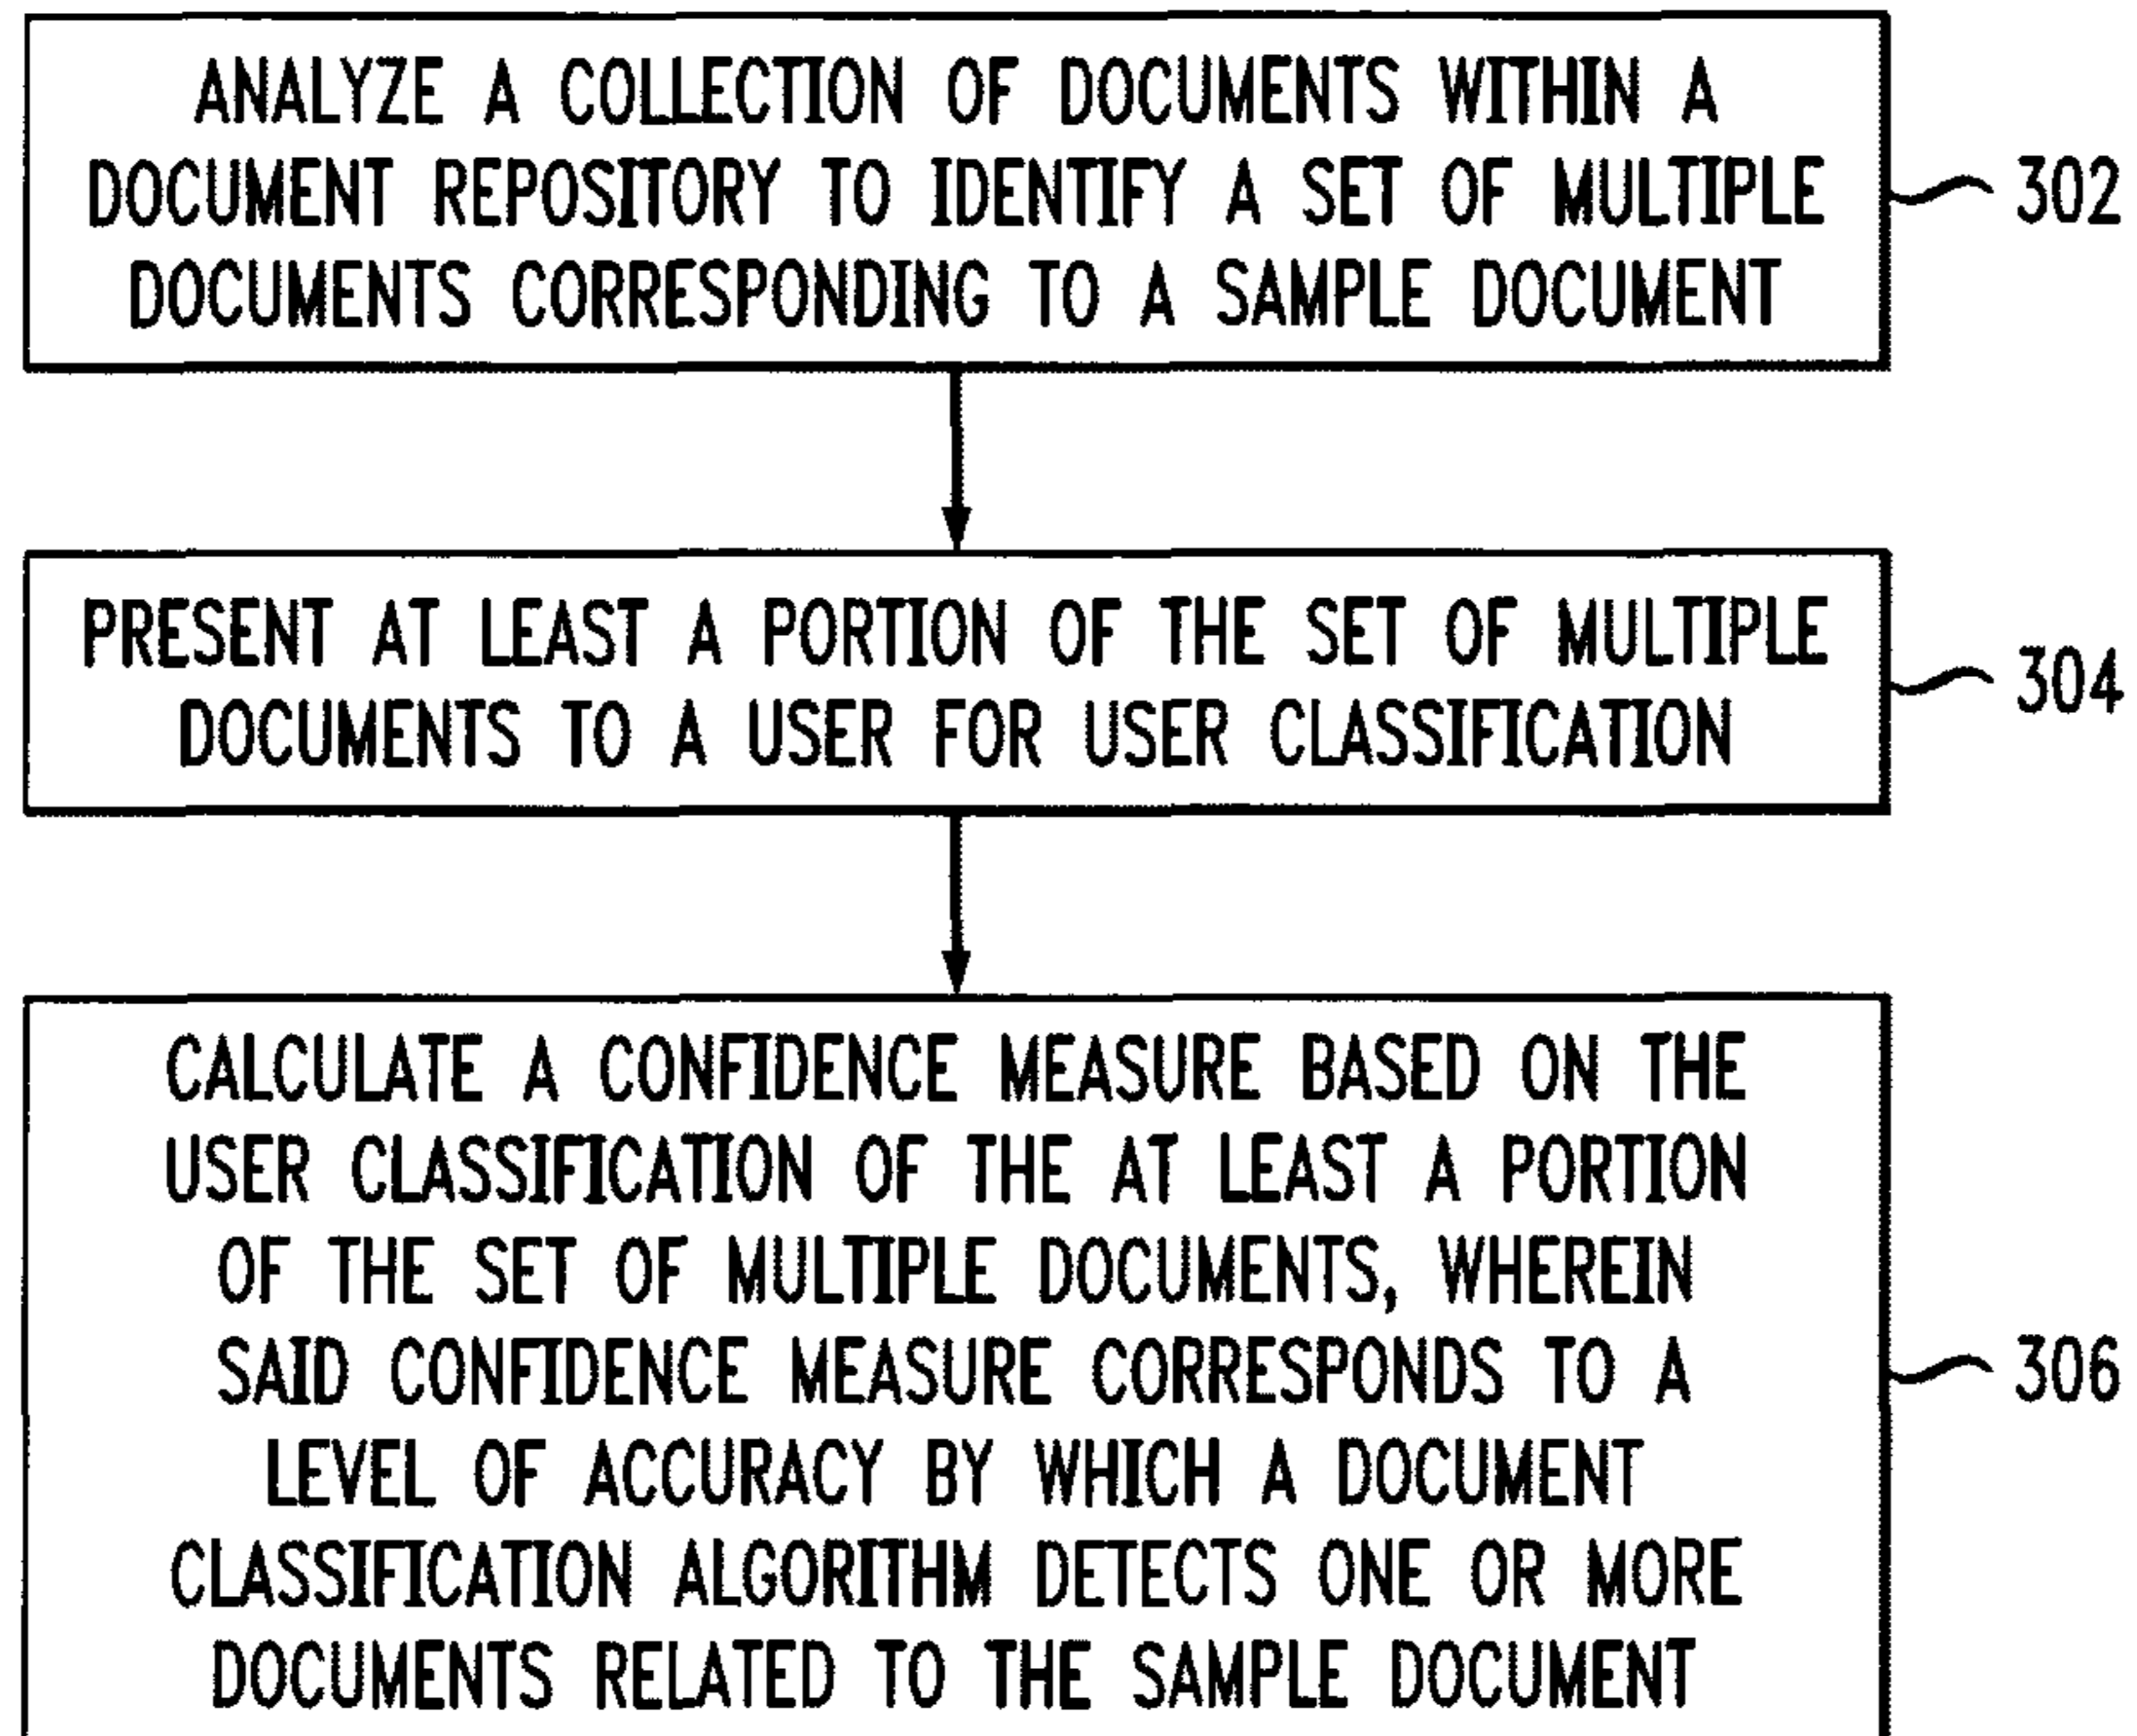 ANALYZE A COLLECTION OF DOCUMENTS WITHIN A
DOCUMENT REPOSITORY TO IDENTIFY A SET OF MULTIPLE
DOCUMENTS CORRESPONDING TO A SAMPLE DOCUMENT
302
PRESENT AT LEAST A PORTION OF THE SET OF MULTIPLE
DOCUMENTS TO A USER FOR USER CLASSIFICATION
304
CALCULATE A CONFIDENCE MEASURE BASED ON THE
USER CLASSIFICATION OF THE AT LEAST A PORTION
OF THE SET OF MULTIPLE DOCUMENTS, WHEREIN
SAID CONFIDENCE MEASURE CORRESPONDS TO A
LEVEL OF ACCURACY BY WHICH A DOCUMENT
CLASSIFICATION ALGORITHM DETECTS ONE OR MORE
DOCUMENTS RELATED TO THE SAMPLE DOCUMENT
306